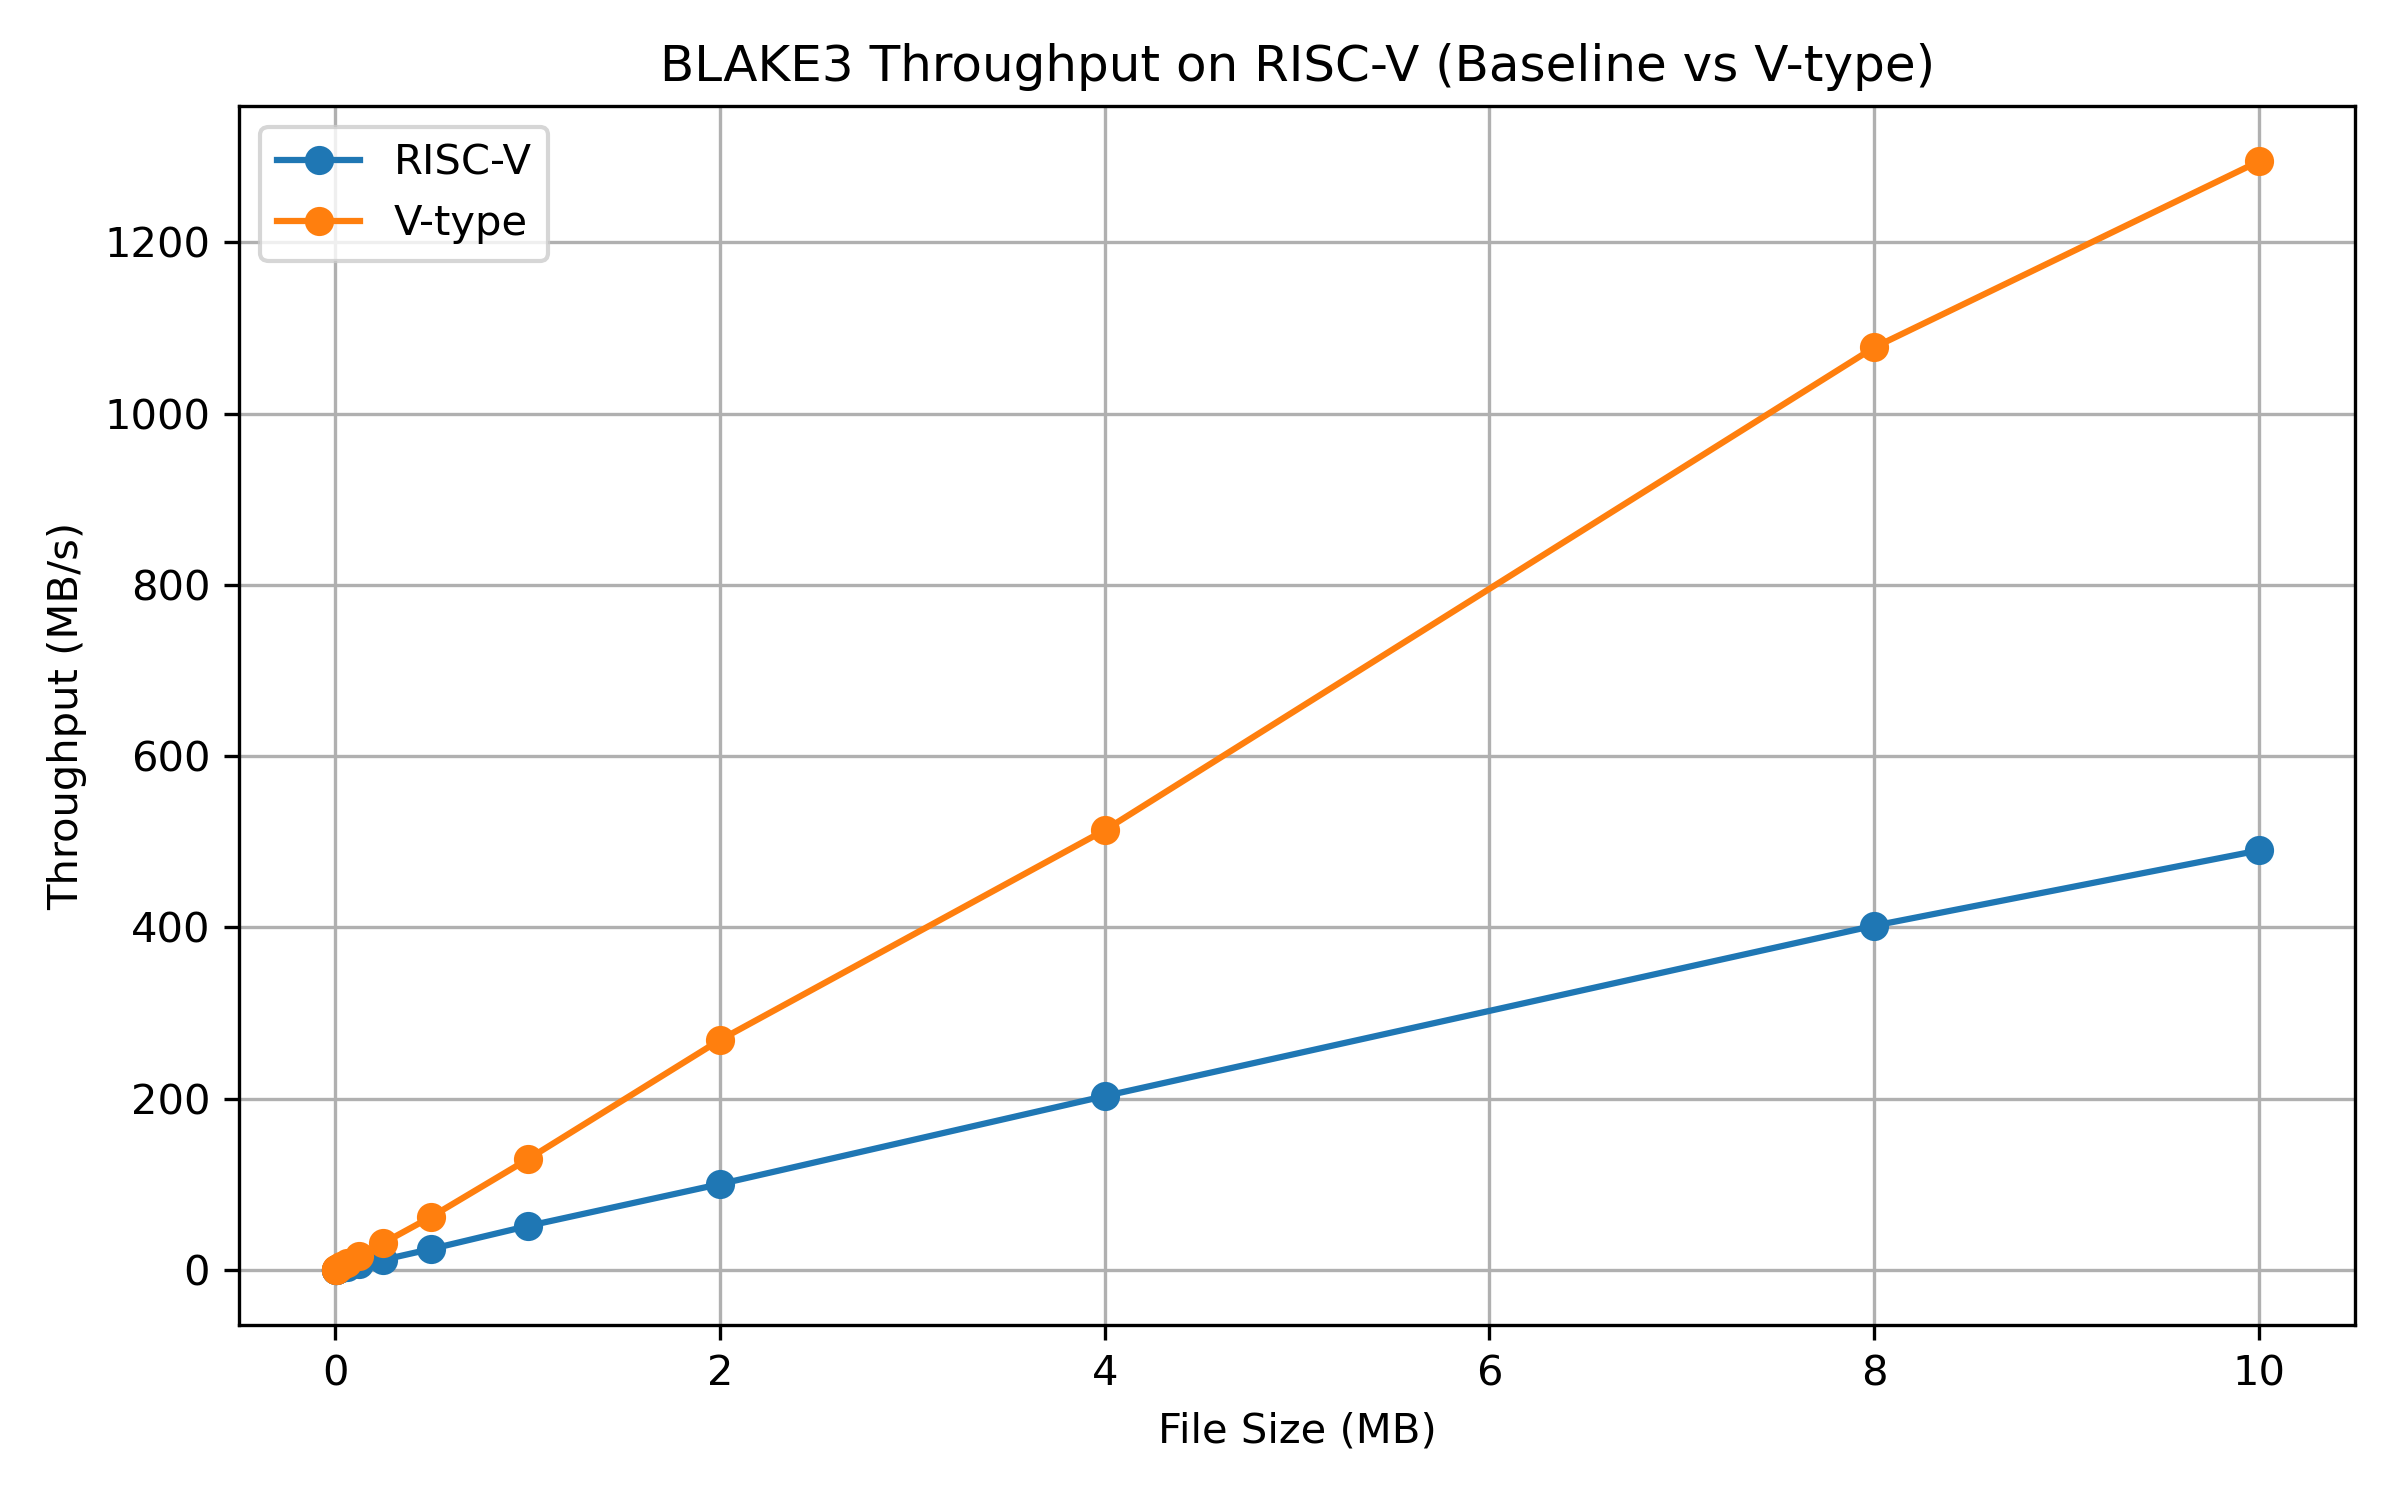 BLAKE3 Throughput on RISC-V (Baseline vs V-type)
RISC-V
V-type
Throughput (MB/s)
1200
1000
800
600
400
200
0
0 2 4 6 8 10
File Size (MB)